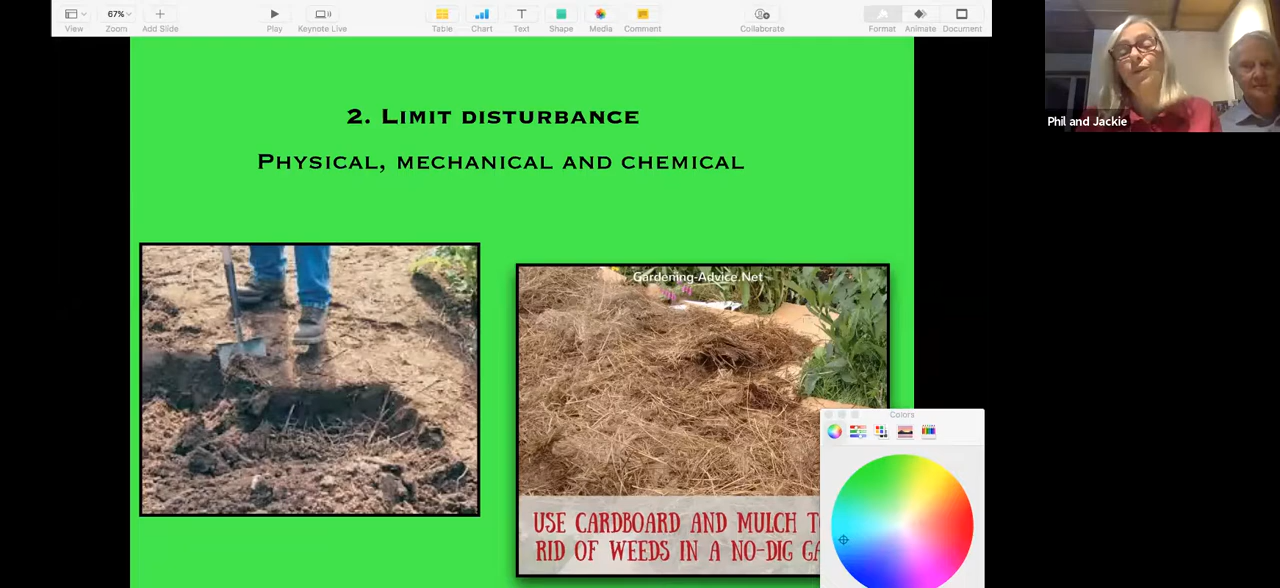 67%
View
Zoom
Add Slide
Play
Keynote Live
Table
Chart
Text
Shape
Media
Comment
Collaborate
Format
Animate
Document
Phil and Jackie
2. Limit disturbance
Physical, mechanical and chemical
Gardening-Advice.Net
USE CARDBOARD AND MULCH
RID OF WEEDS IN A NO-DIG
Colors